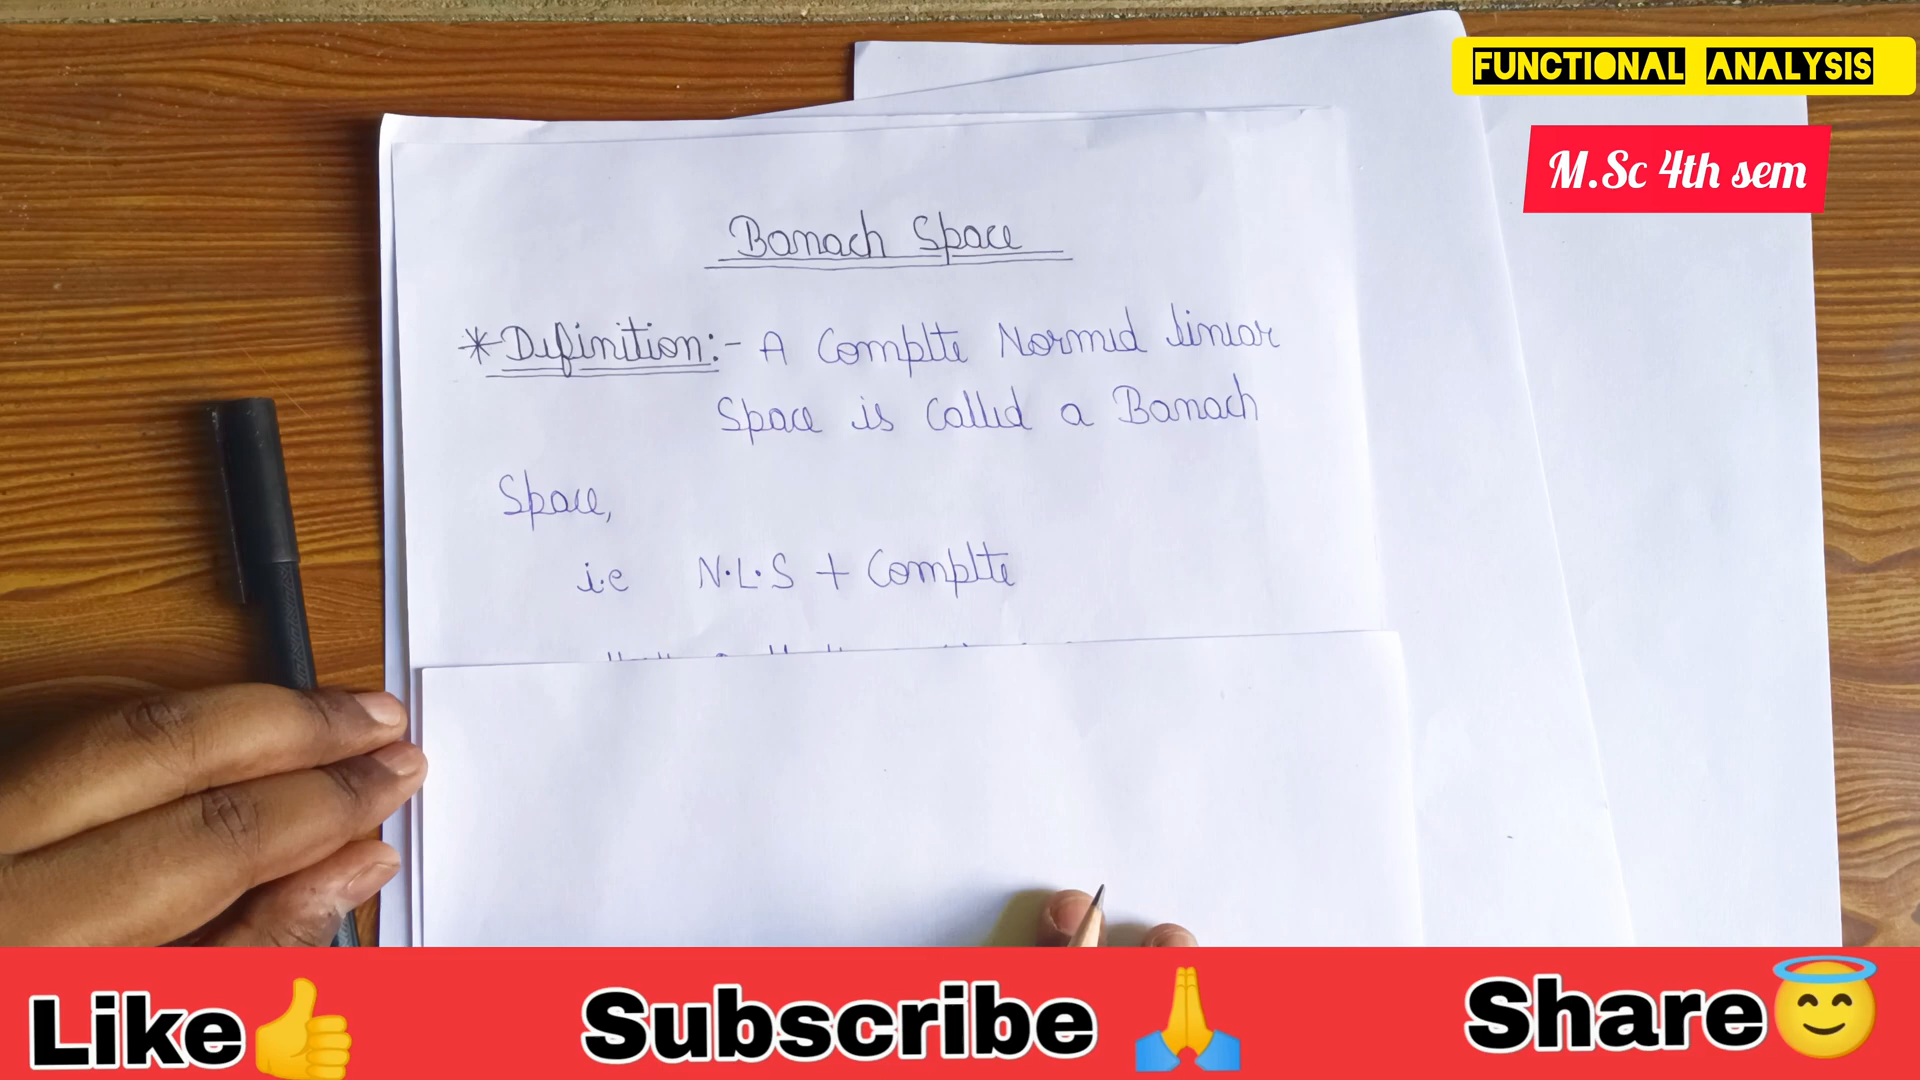 FUNCTIONAL ANALYSIS
M.Sc 4th sem
Banach Space
*Definition:- A Complete Normed linear
Space is Called a Banach
Space,
i.e N.L.S + Complete
Like👍 Subscribe🙏 Share😇